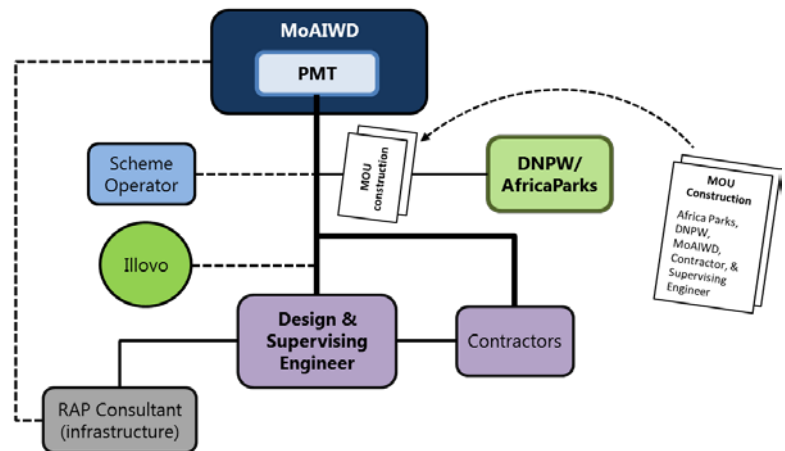 MoAIWD
PMT
Scheme
Operator
MOU
construction
DNPW/
AfricaParks
MOU
Construction
Africa Parks,
DNPW,
MoAIWD,
Contractor, &
Supervising
Engineer
Illovo
Design &
Supervising
Engineer
Contractors
RAP Consultant
(infrastructure)